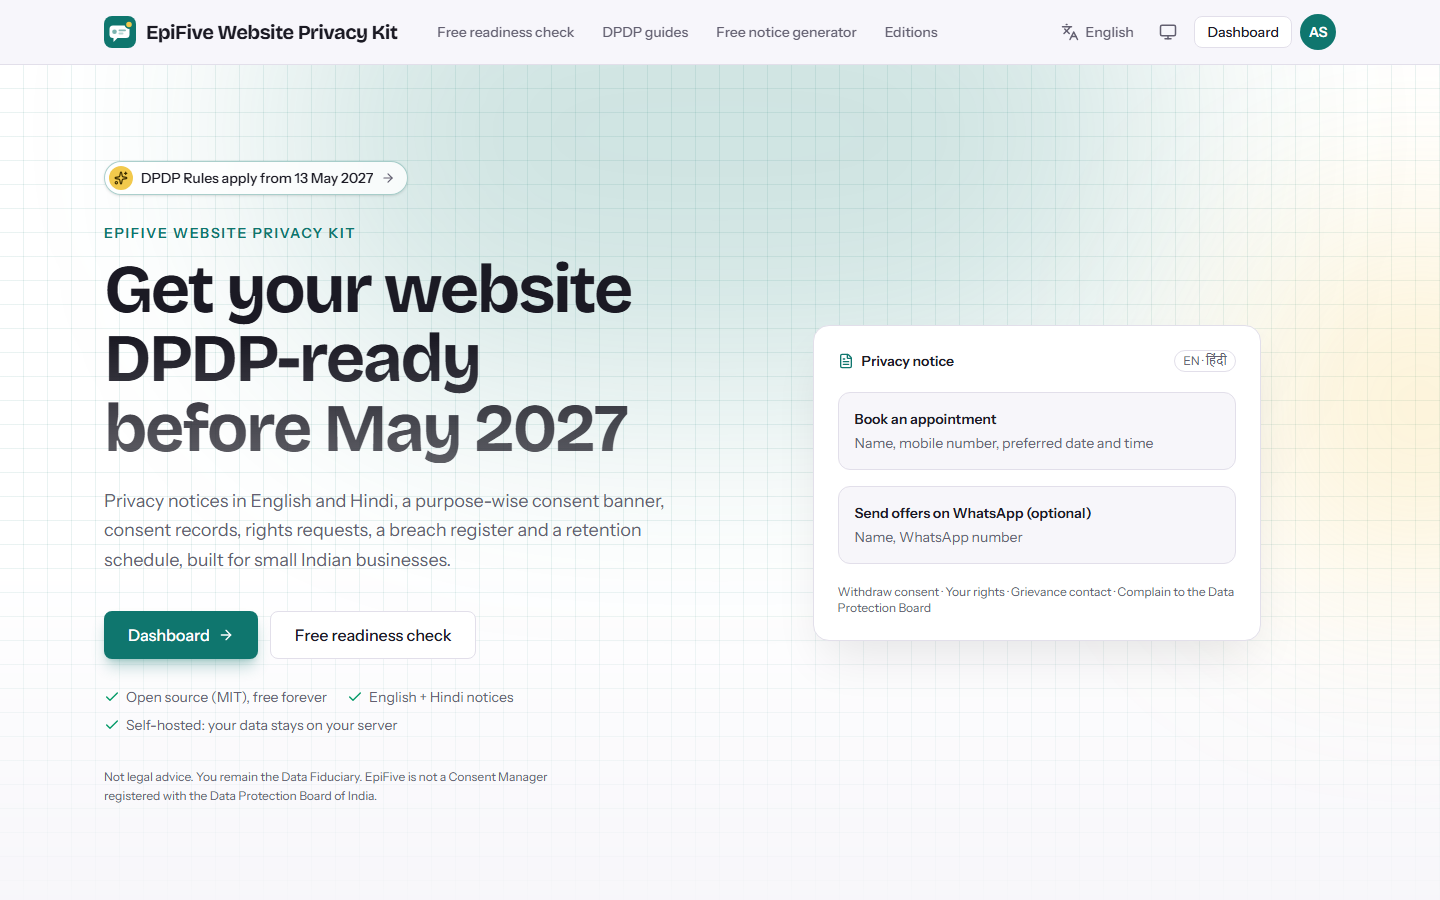 EpiFive Website Privacy Kit
Free readiness check
DPDP guides
Free notice generator
Editions
English
Dashboard
AS
DPDP Rules apply from 13 May 2027
EPIFIVE WEBSITE PRIVACY KIT
Get your website
DPDP-ready
before May 2027
Privacy notices in English and Hindi, a purpose-wise consent banner,
consent records, rights requests, a breach register and a retention
schedule, built for small Indian businesses.
Dashboard
Free readiness check
Open source (MIT), free forever
English + Hindi notices
Self-hosted: your data stays on your server
Not legal advice. You remain the Data Fiduciary. EpiFive is not a Consent Manager
registered with the Data Protection Board of India.
Privacy notice
EN · हिंदी
Book an appointment
Name, mobile number, preferred date and time
Send offers on WhatsApp (optional)
Name, WhatsApp number
Withdraw consent · Your rights · Grievance contact · Complain to the Data
Protection Board